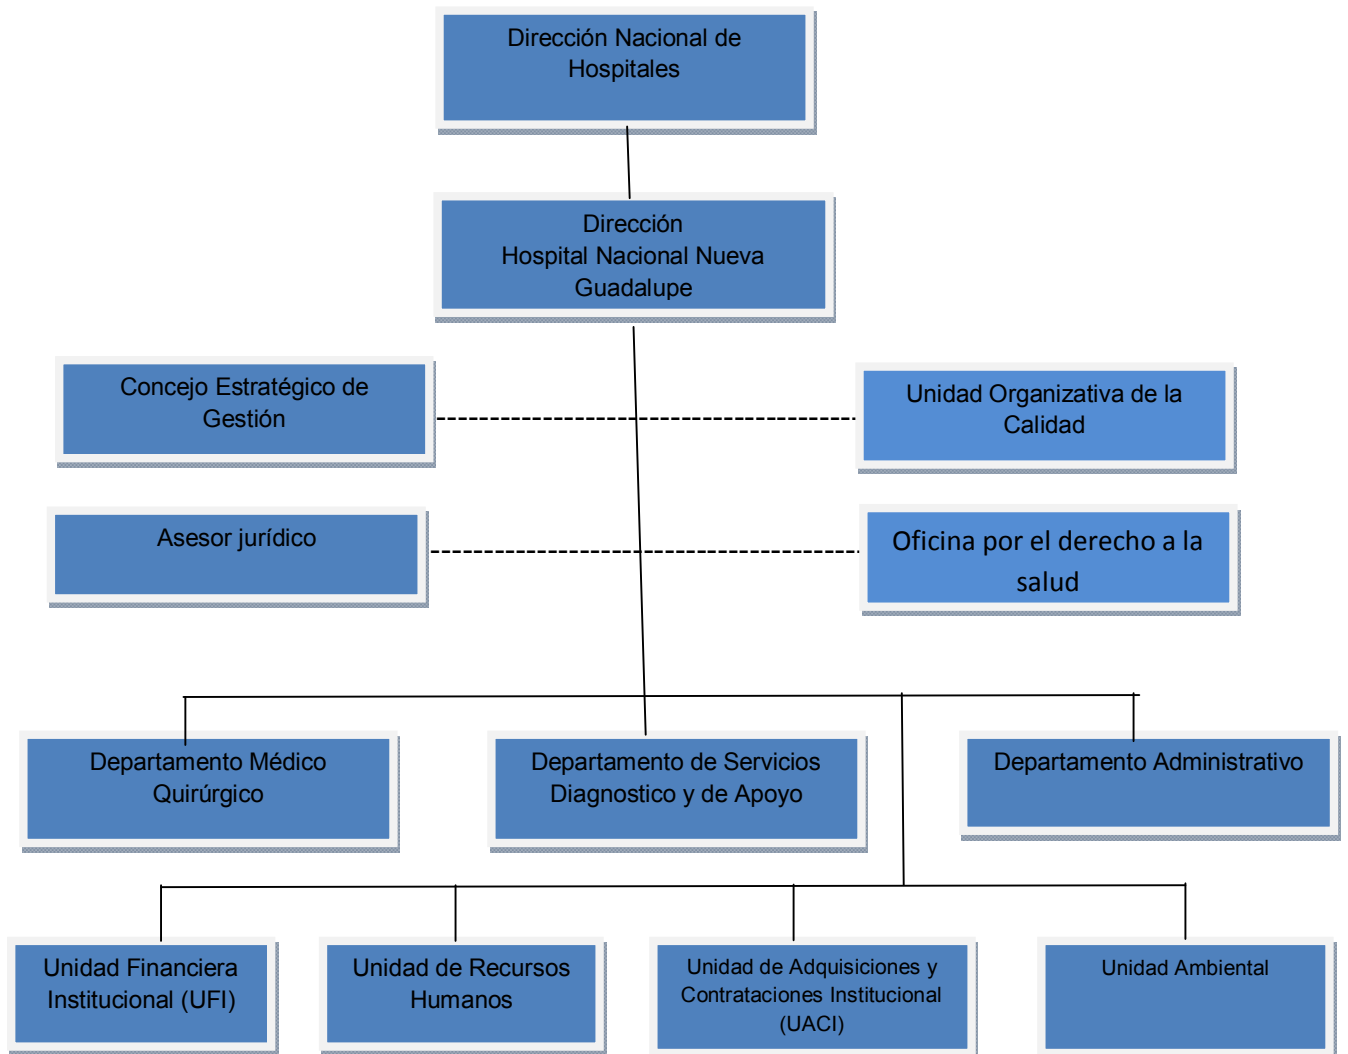 Dirección Nacional de
Hospitales
Dirección
Hospital Nacional Nueva
Guadalupe
Concejo Estratégico de
Gestión
Unidad Organizativa de la
Calidad
Asesor jurídico
Oficina por el derecho a la
salud
Departamento Médico
Quirúrgico
Departamento de Servicios
Diagnostico y de Apoyo
Departamento Administrativo
Unidad Financiera
Institucional (UFI)
Unidad de Recursos
Humanos
Unidad de Adquisiciones y
Contrataciones Institucional
(UACI)
Unidad Ambiental